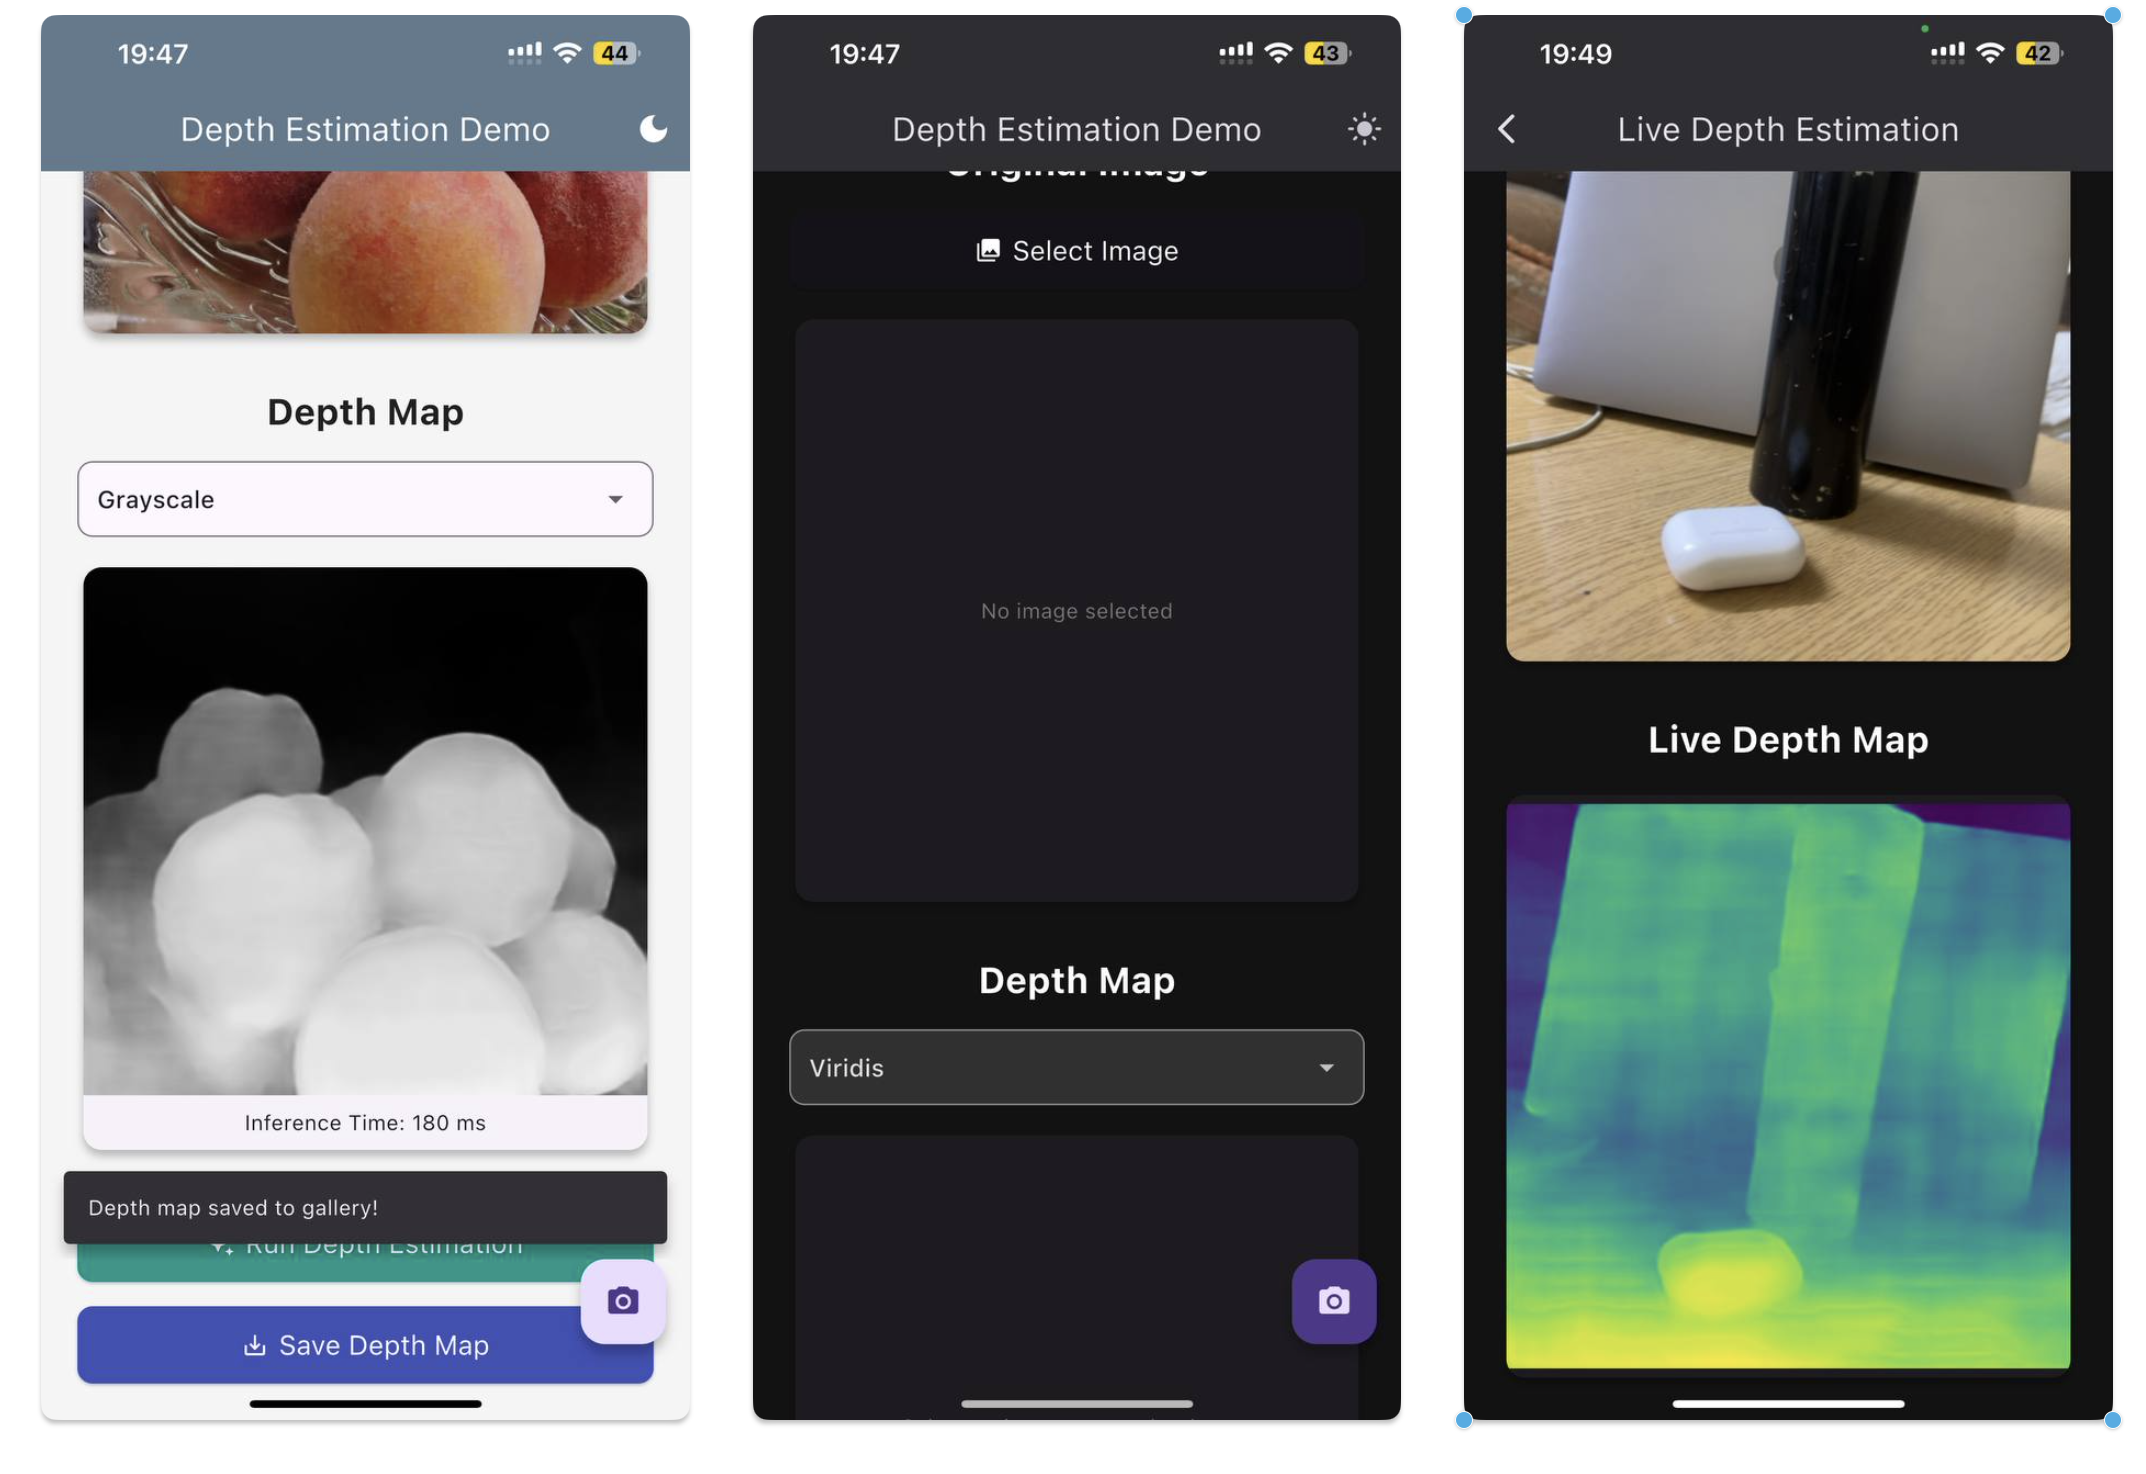 19:47
44
Depth Estimation Demo
Depth Map
Grayscale
Inference Time: 180 ms
Depth map saved to gallery!
Run Depth Estimation
Save Depth Map
19:47
43
Depth Estimation Demo
Original Image
Select Image
No image selected
Depth Map
Viridis
19:49
42
Live Depth Estimation
Live Depth Map